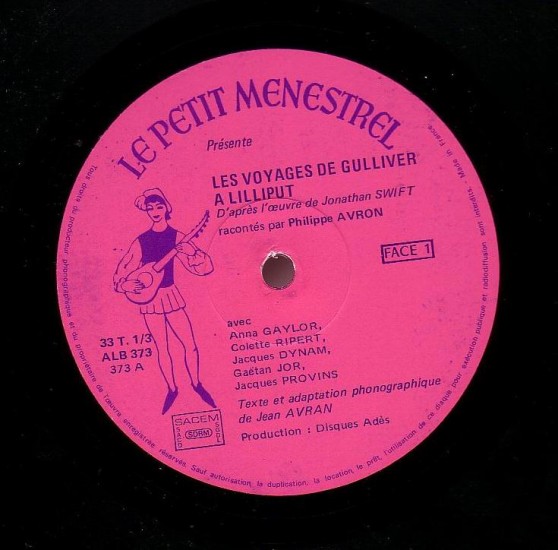 LE PETIT MENESTREL
Présente
LES VOYAGES DE GULLIVER
A LILLIPUT
D'après l'œuvre de Jonathan SWIFT
racontés par Philippe AVRON
FACE 1
avec
Anna GAYLOR,
Colette RIPERT,
Jacques DYNAM,
Gaëtan JOR,
Jacques PROVINS
33 T. 1/3
ALB 373
373 A
Texte et adaptation phonographique
de Jean AVRAN
Production : Disques Adès
SACEM
SACD
SDRM
SGDL
Tous droits du producteur phonographique et du propriétaire de l'œuvre enregistrée réservés. Sauf autorisation, la duplication, la location, le prêt, l'utilisation de ce disque pour exécution publique et radiodiffusion sont interdits. Made in France